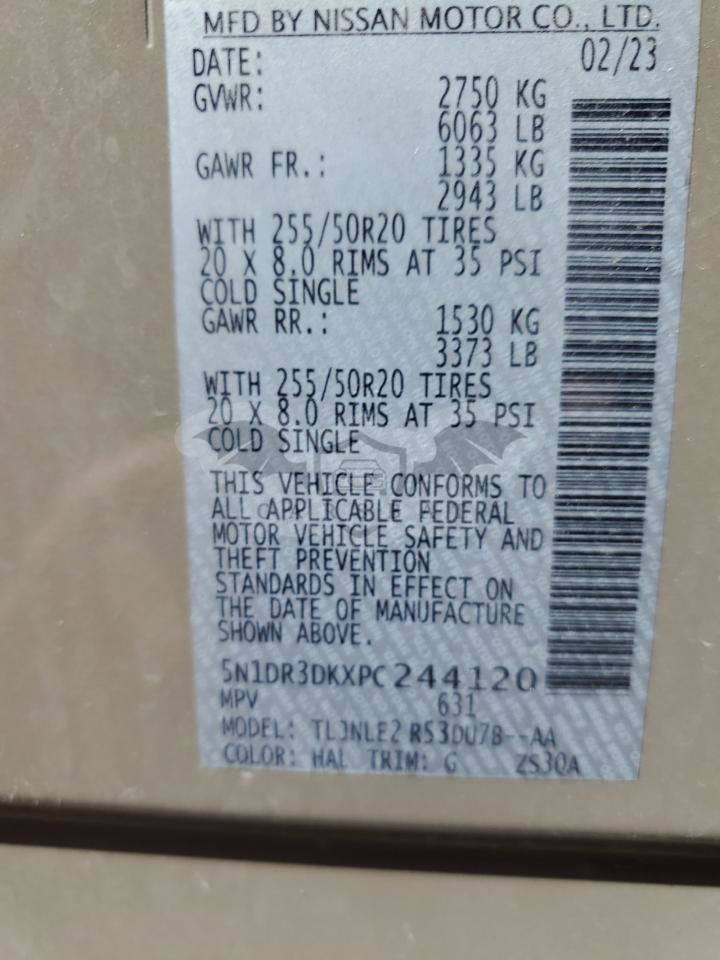 MFD BY NISSAN MOTOR CO., LTD.
DATE: 02/23
GVWR: 2750 KG
6063 LB
GAWR FR.: 1335 KG
2943 LB
WITH 255/50R20 TIRES
20 X 8.0 RIMS AT 35 PSI
COLD SINGLE
GAWR RR.: 1530 KG
3373 LB
WITH 255/50R20 TIRES
20 X 8.0 RIMS AT 35 PSI
COLD SINGLE
THIS VEHICLE CONFORMS TO
ALL APPLICABLE FEDERAL
MOTOR VEHICLE SAFETY AND
THEFT PREVENTION
STANDARDS IN EFFECT ON
THE DATE OF MANUFACTURE
SHOWN ABOVE.
5N1DR3DKXPC244120
MPV 631
MODEL:
COLOR: HAL TRIM: G